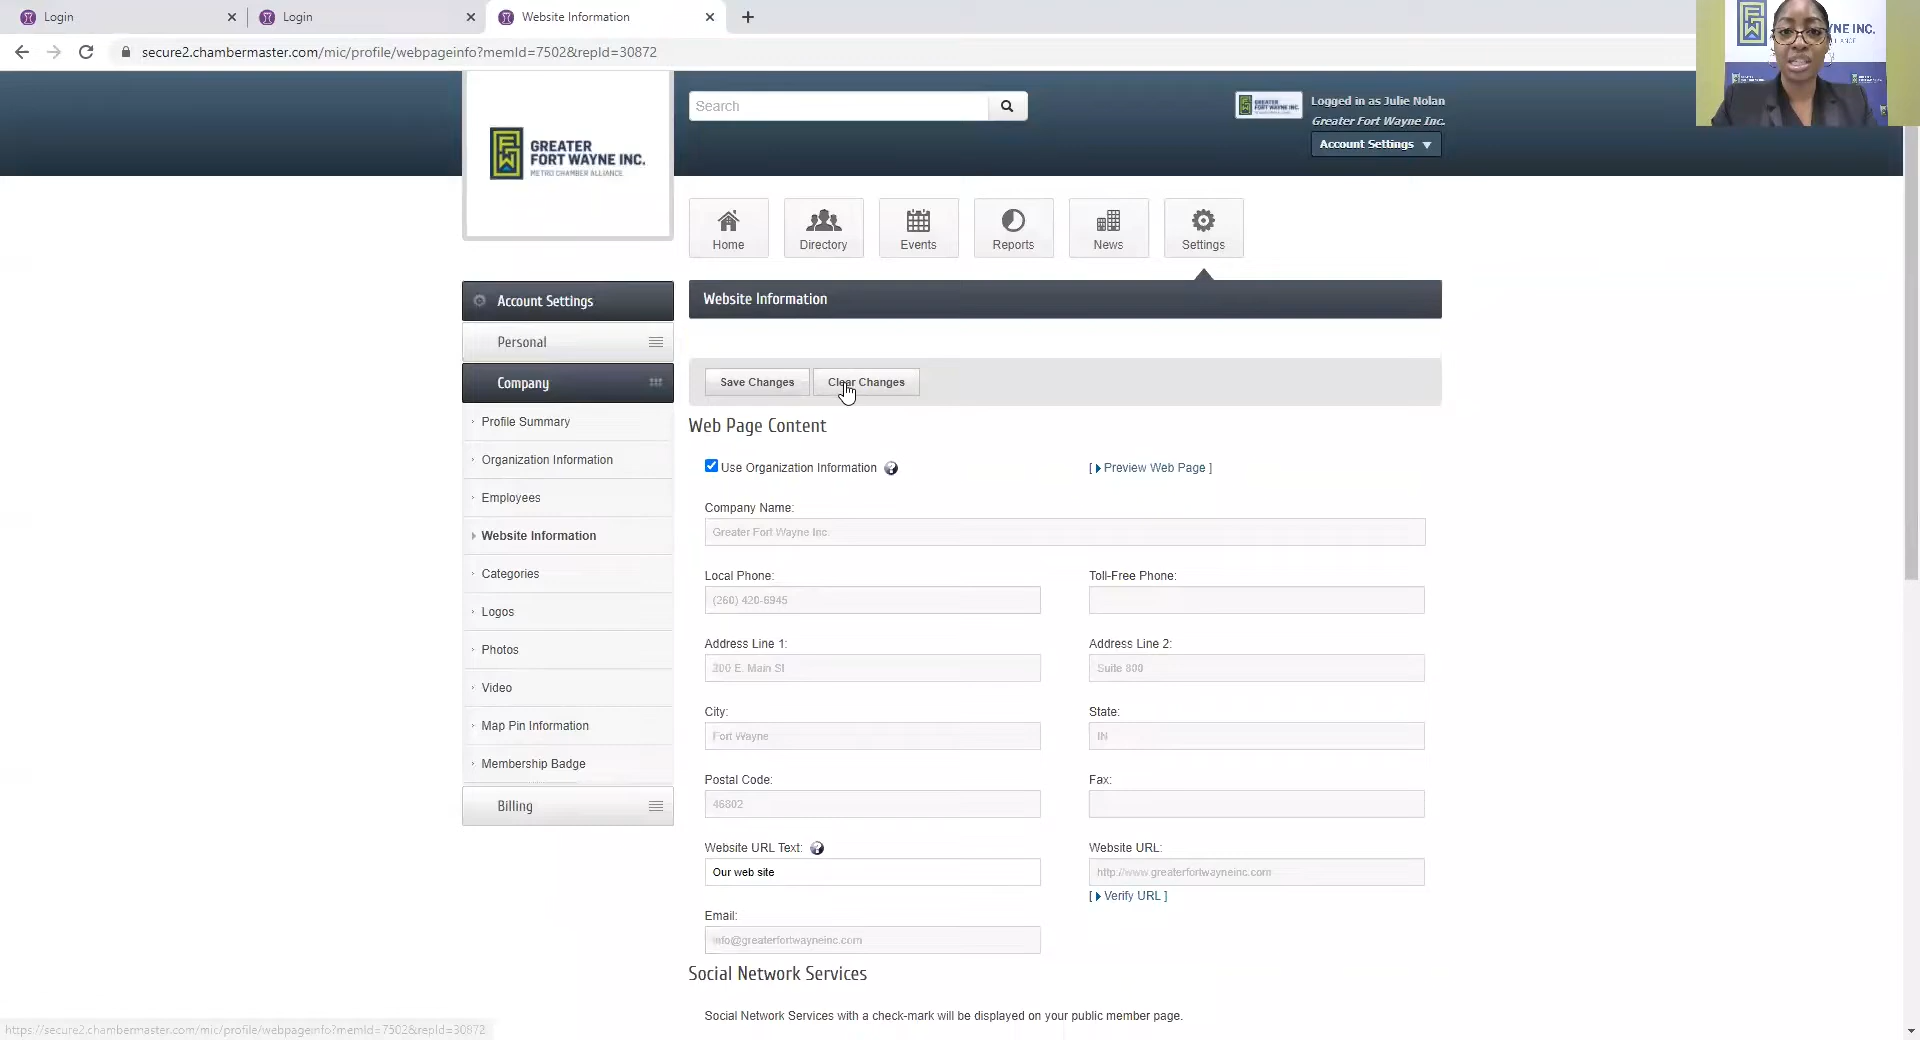 Login
Login
Website Information
secure2.chambermaster.com/mic/profile/webpageinfo?memId=7502&repId=30872
YNE INC.
GREATER
FORT WAYNE INC.
METRO CHAMBER ALLIANCE
Search
Logged in as Julie Nolan
Greater Fort Wayne Inc.
Account Settings
Home
Directory
Events
Reports
News
Settings
Account Settings
Personal
Company
Profile Summary
Organization Information
Employees
Website Information
Categories
Logos
Photos
Video
Map Pin Information
Membership Badge
Billing
Website Information
Save Changes
Clear Changes
Web Page Content
Use Organization Information
[ Preview Web Page ]
Company Name:
Greater Fort Wayne Inc.
Local Phone:
Toll-Free Phone:
(260) 420-6945
Address Line 1:
Address Line 2:
200 E. Main St
Suite 800
City:
State:
Fort Wayne
IN
Postal Code:
Fax:
46802
Website URL Text:
Website URL:
Our web site
http://www.greaterfortwayneinc.com
[ Verify URL ]
Email:
info@greaterfortwayneinc.com
Social Network Services
Social Network Services with a check-mark will be displayed on your public member page.
https://secure2.chambermaster.com/mic/profile/webpageinfo?memId=7502&repId=30872